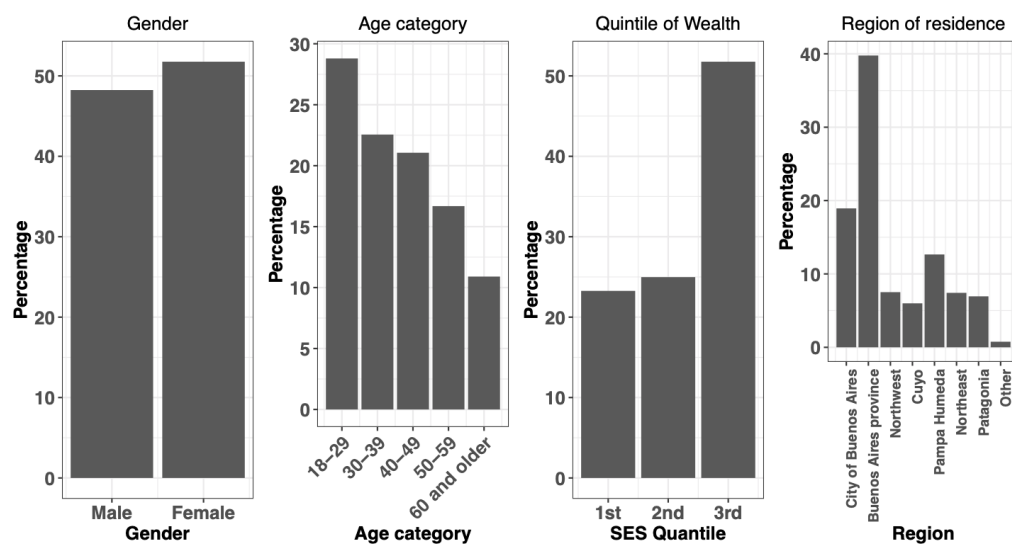 Gender
Percentage
50
40
30
20
10
0
Male Female
Gender
Age category
Percentage
30
25
20
15
10
5
0
18–29
30–39
40–49
50–59
60 and older
Age category
Quintile of Wealth
Percentage
50
40
30
20
10
0
1st 2nd 3rd
SES Quantile
Region of residence
Percentage
40
30
20
10
0
City of Buenos Aires
Buenos Aires province
Northwest
Cuyo
Pampa Humeda
Northeast
Patagonia
Other
Region